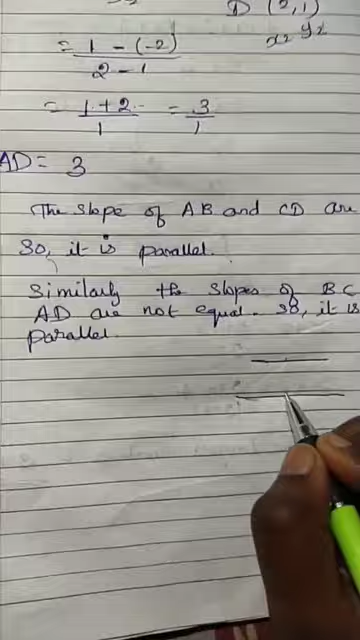 D (2,1)
x2 y2
= 1 - (-2)
2 - 1
= 1 + 2 = 3
1 1
AD = 3
The slope of AB and CD are
so, it is parallel.
Similarly the slopes of BC
AD are not equal. so, it is
parallel.